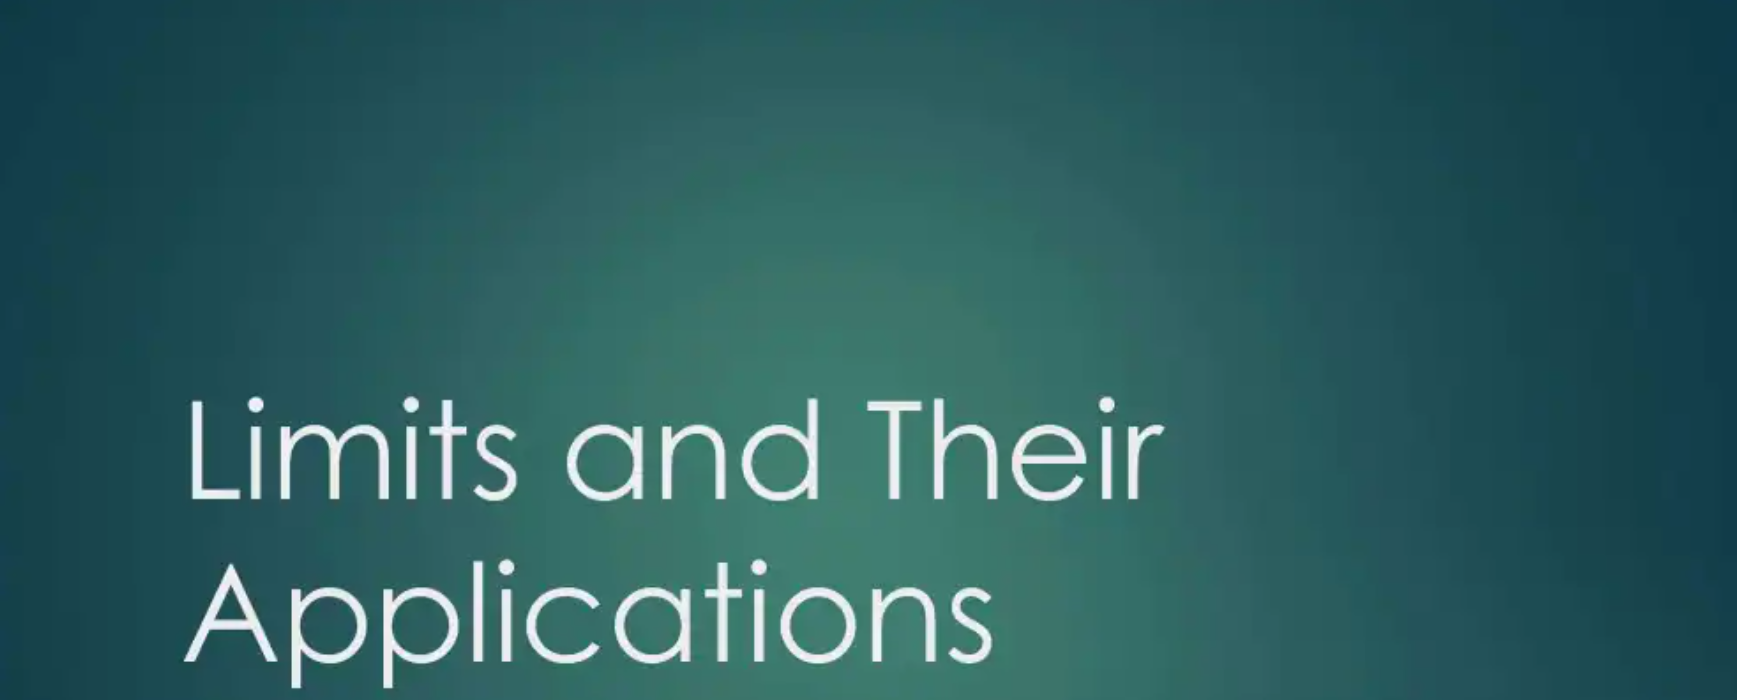 Limits and Their
Applications